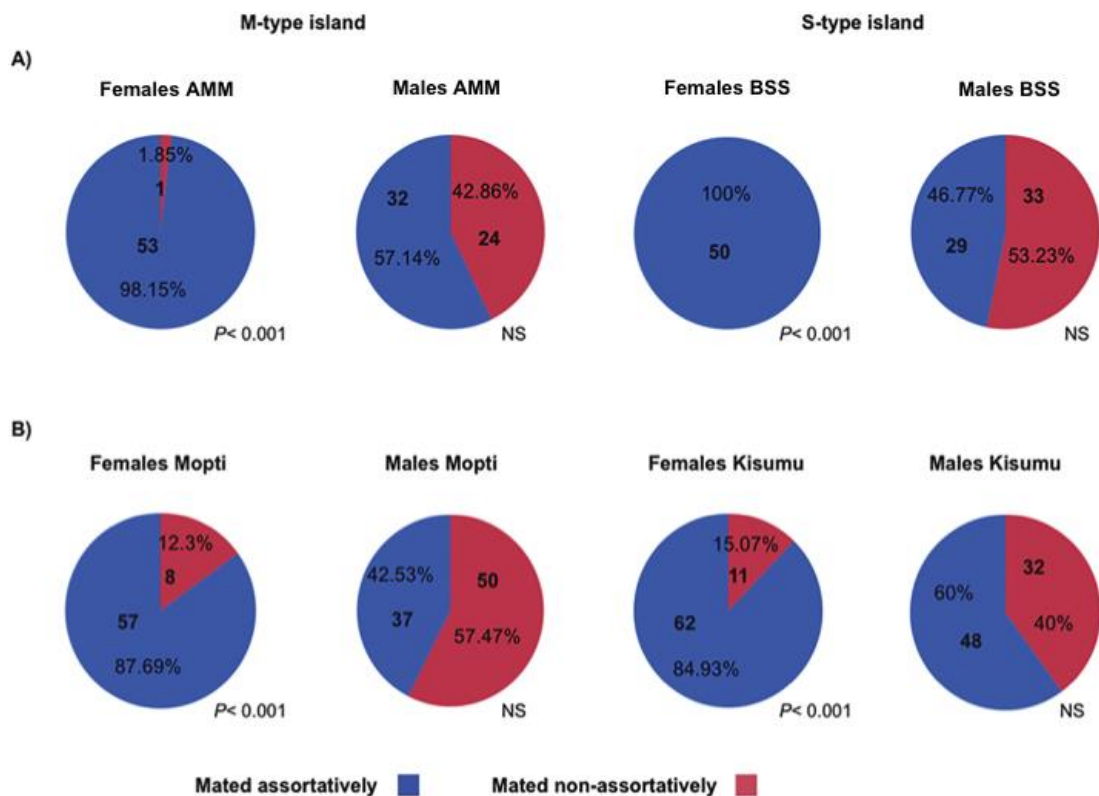 M-type island
S-type island
A)
Females AMM
Males AMM
Females BSS
Males BSS
1.85%
1
53
98.15%
P< 0.001
32
42.86%
24
57.14%
NS
100%
50
P< 0.001
46.77%
33
29
53.23%
NS
B)
Females Mopti
Males Mopti
Females Kisumu
Males Kisumu
12.3%
8
57
87.69%
P< 0.001
42.53%
50
37
57.47%
NS
15.07%
11
62
84.93%
P< 0.001
32
60%
40%
48
NS
Mated assortatively
Mated non-assortatively